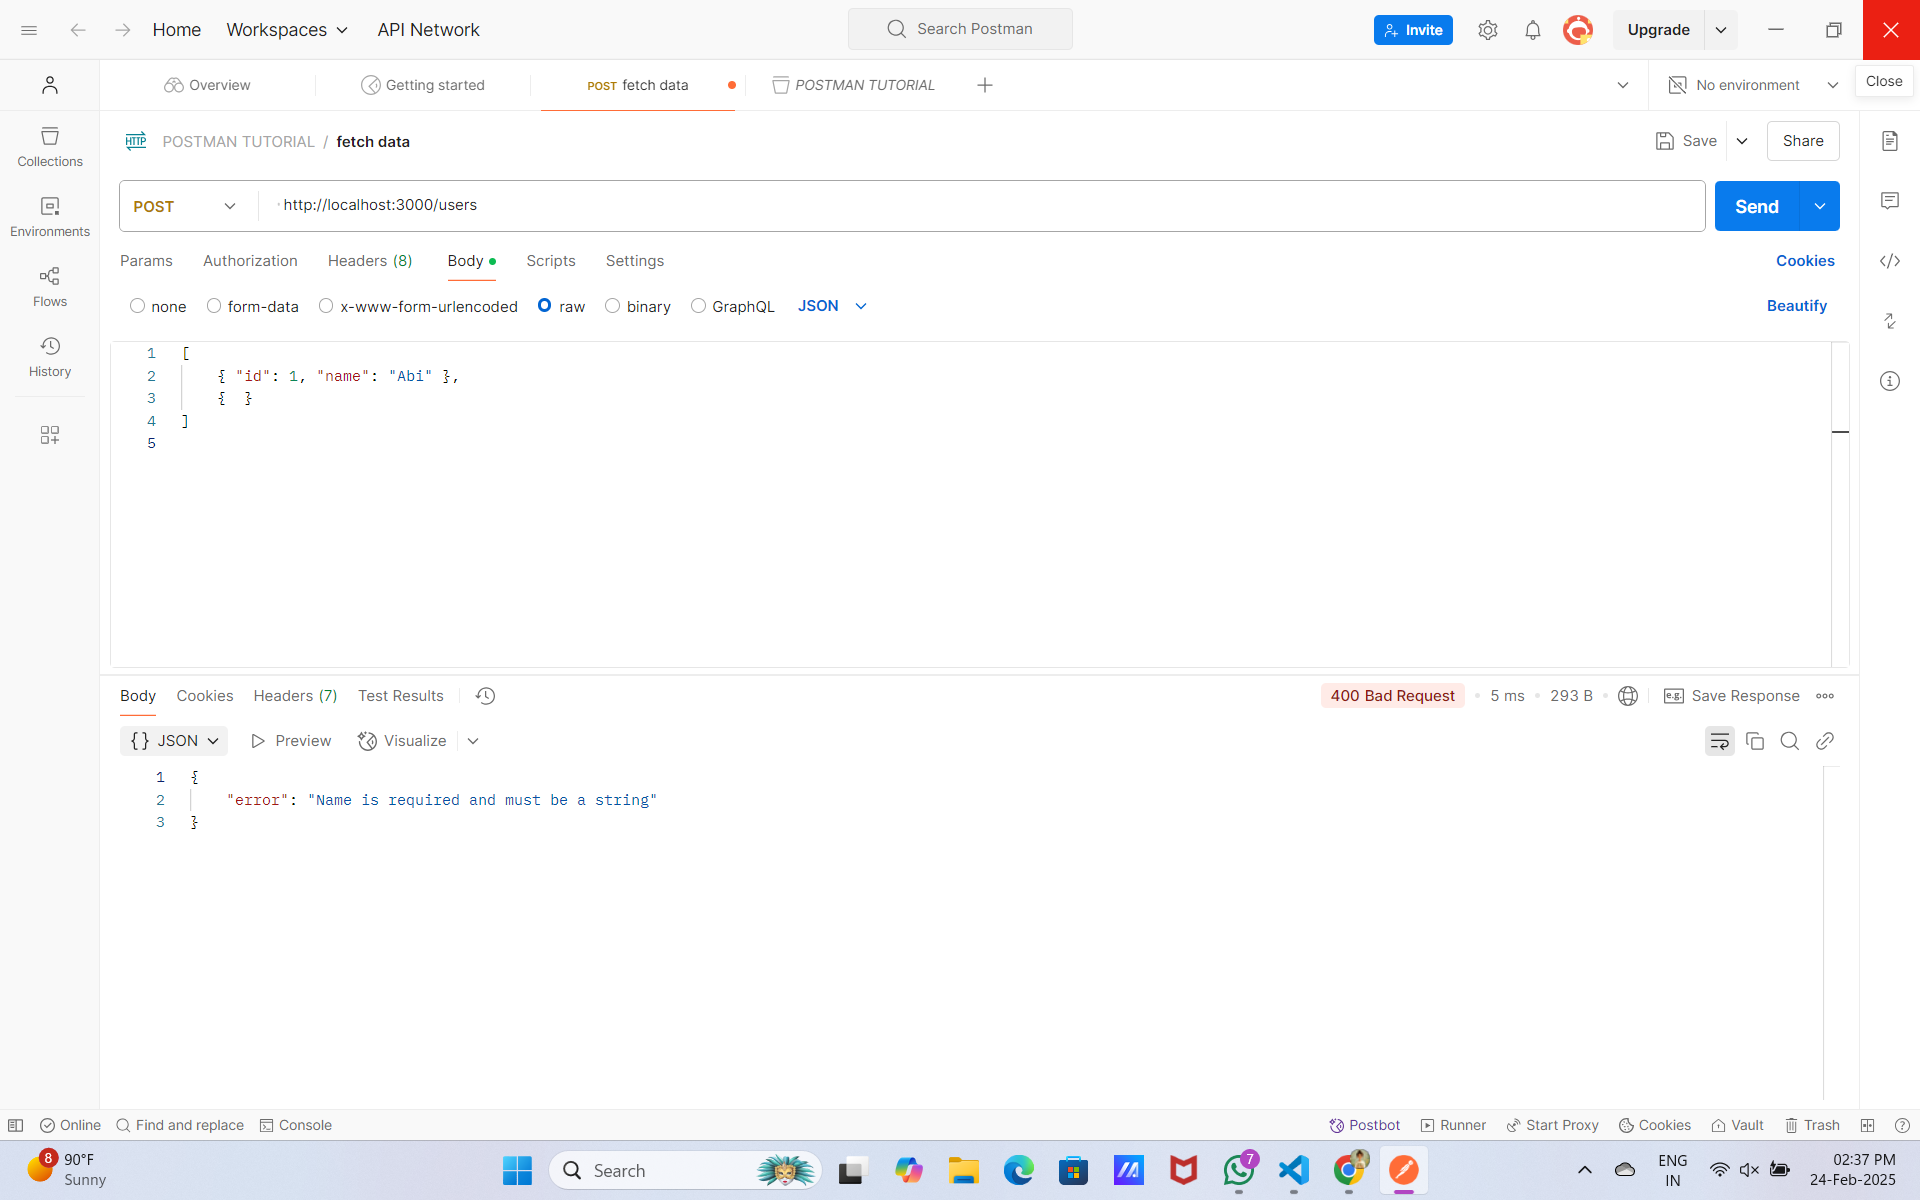 Home
Workspaces
API Network
Search Postman
Invite
Upgrade
Overview
Getting started
POST fetch data
POSTMAN TUTORIAL
No environment
Close
Collections
Environments
Flows
History
HTTP
POSTMAN TUTORIAL / fetch data
Save
Share
POST
http://localhost:3000/users
Send
Params
Authorization
Headers (8)
Body
Scripts
Settings
Cookies
none
form-data
x-www-form-urlencoded
raw
binary
GraphQL
JSON
Beautify
1 [
2 { "id": 1, "name": "Abi" },
3 {  }
4 ]
5
Body
Cookies
Headers (7)
Test Results
400 Bad Request
5 ms
293 B
e.g.
Save Response
{} JSON
Preview
Visualize
1 {
2 "error": "Name is required and must be a string"
3 }
Online
Find and replace
Console
Postbot
Runner
Start Proxy
Cookies
Vault
Trash
8
90°F
Sunny
Search
7
ENG
IN
02:37 PM
24-Feb-2025